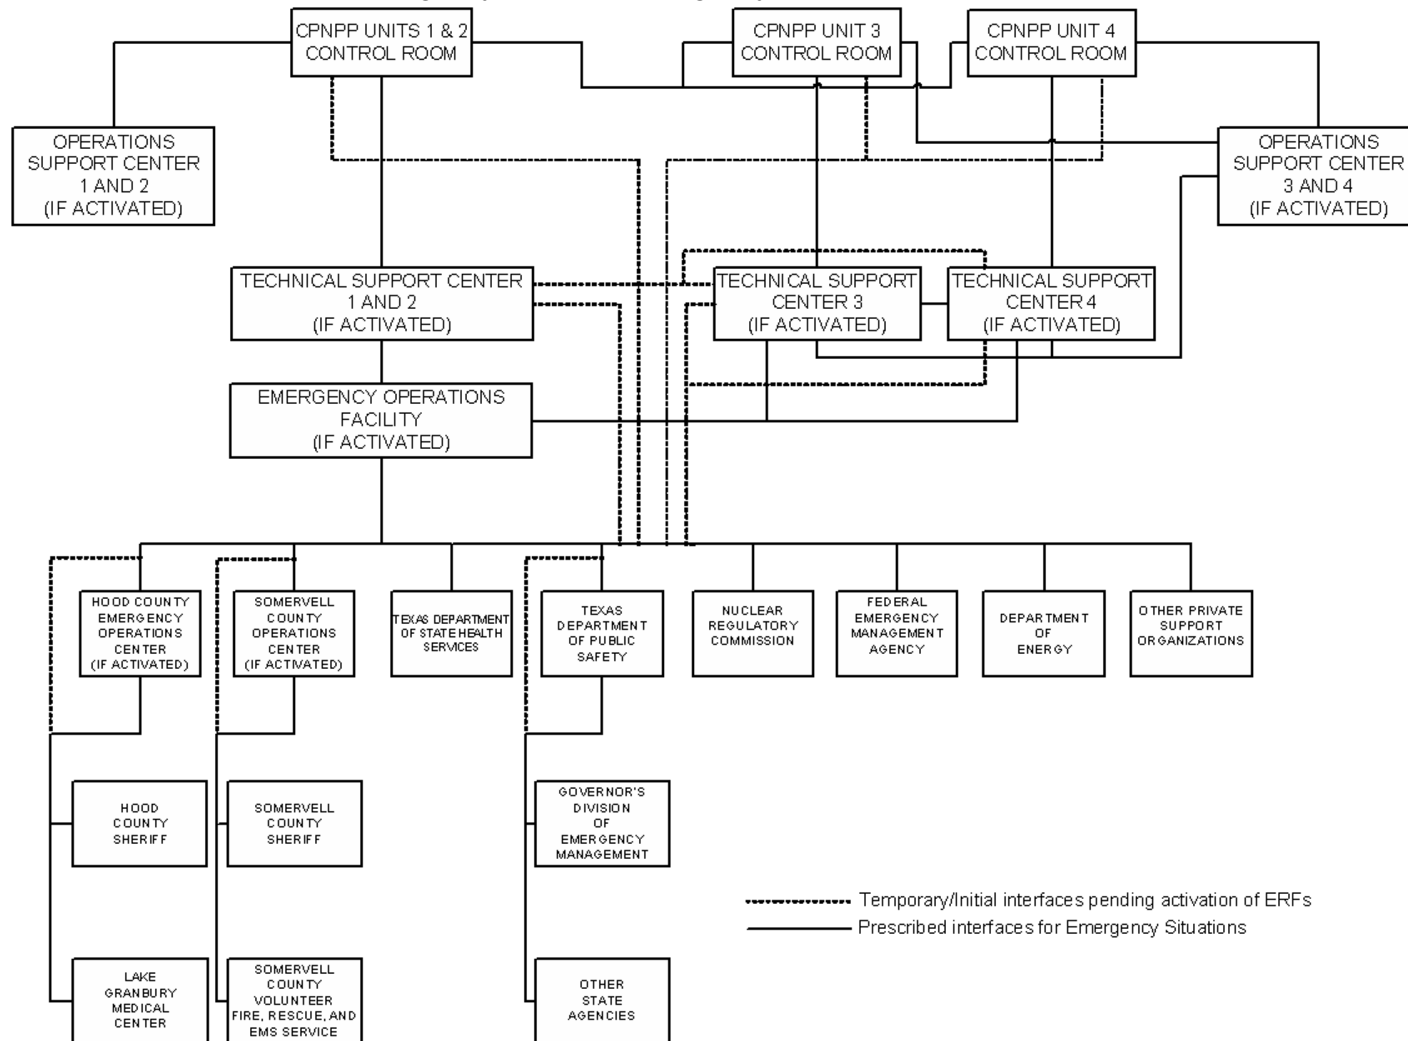 CPNPP UNITS 1 & 2
CONTROL ROOM
CPNPP UNIT 3
CONTROL ROOM
CPNPP UNIT 4
CONTROL ROOM
OPERATIONS
SUPPORT CENTER
1 AND 2
(IF ACTIVATED)
OPERATIONS
SUPPORT CENTER
3 AND 4
(IF ACTIVATED)
TECHNICAL SUPPORT CENTER
1 AND 2
(IF ACTIVATED)
TECHNICAL SUPPORT
CENTER 3
(IF ACTIVATED)
TECHNICAL SUPPORT
CENTER 4
(IF ACTIVATED)
EMERGENCY OPERATIONS
FACILITY
(IF ACTIVATED)
HOOD COUNTY
EMERGENCY
OPERATIONS
CENTER
(IF ACTIVATED)
SOMERVELL
COUNTY
OPERATIONS
CENTER
(IF ACTIVATED)
TEXAS DEPARTMENT
OF STATE HEALTH
SERVICES
TEXAS
DEPARTMENT
OF PUBLIC
SAFETY
NUCLEAR
REGULATORY
COMMISSION
FEDERAL
EMERGENCY
MANAGEMENT
AGENCY
DEPARTMENT
OF
ENERGY
OTHER PRIVATE
SUPPORT
ORGANIZATIONS
HOOD
COUNTY
SHERIFF
SOMERVELL
COUNTY
SHERIFF
GOVERNOR'S
DIVISION
OF
EMERGENCY
MANAGEMENT
Temporary/Initial interfaces pending activation of ERFs
Prescribed interfaces for Emergency Situations
LAKE
GRANBURY
MEDICAL
CENTER
SOMERVELL
COUNTY
VOLUNTEER
FIRE, RESCUE, AND
EMS SERVICE
OTHER
STATE
AGENCIES